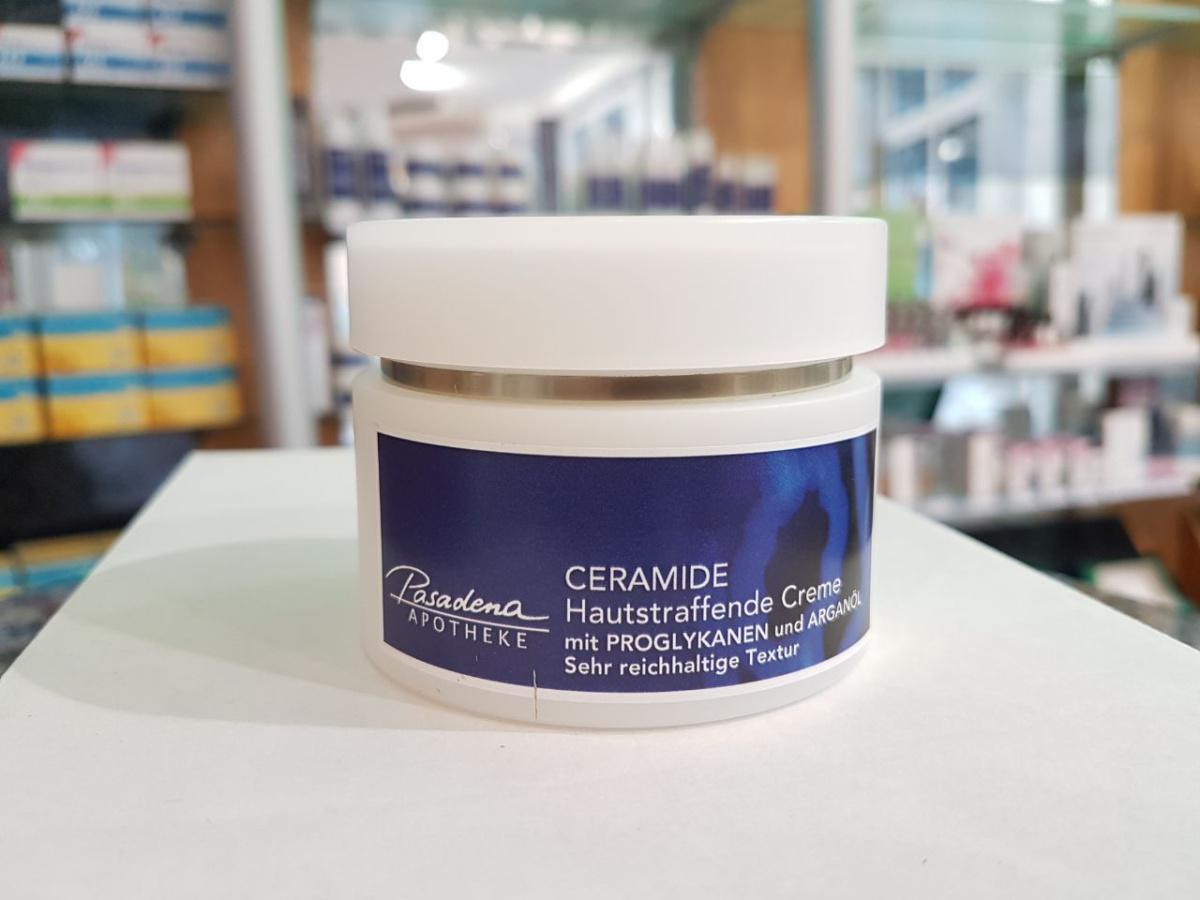 Pasadena
APOTHEKE
CERAMIDE
Hautstraffende Creme
mit PROGLYKANEN und ARGANÖL
Sehr reichhaltige Textur